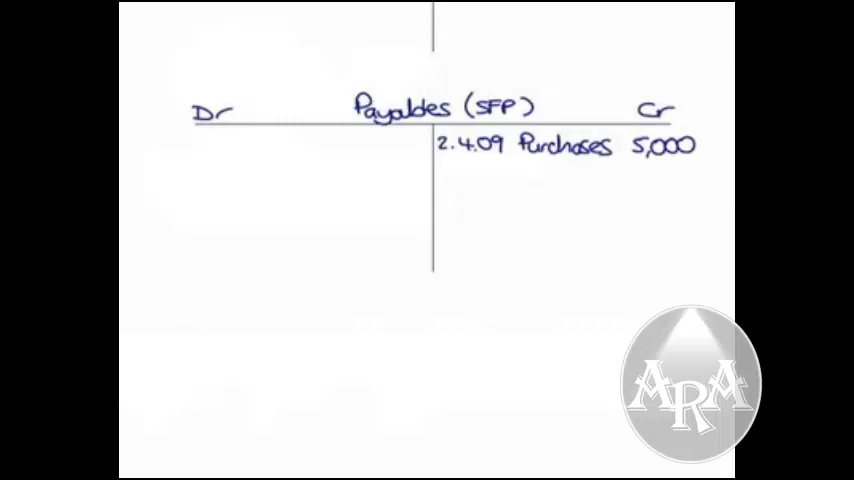 Dr Payables (SFP) Cr
2.4.09 Purchases 5,000
ARA